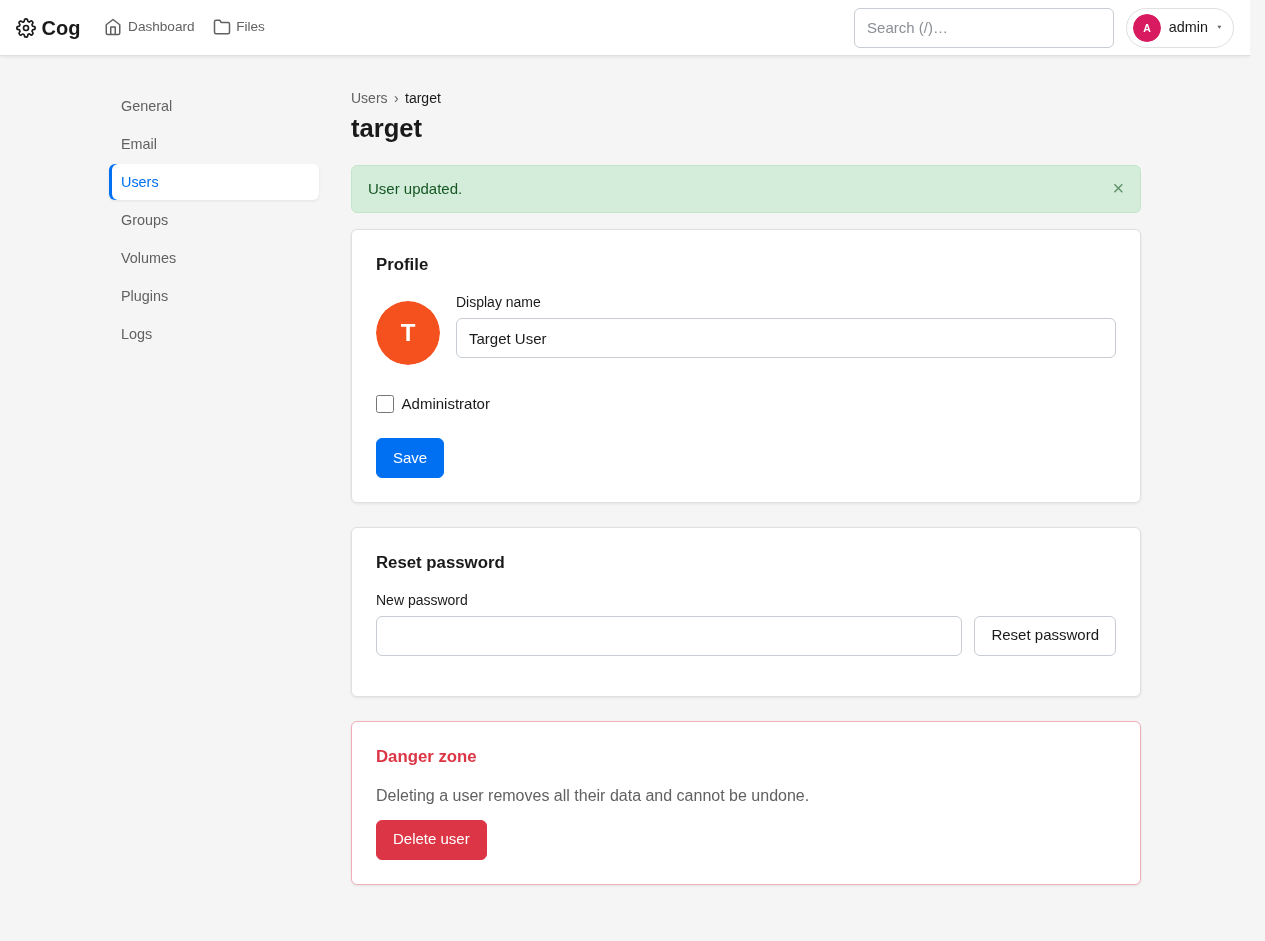 Cog
Dashboard
Files
Search (/)…
A
admin
General
Email
Users
Groups
Volumes
Plugins
Logs
Users › target
target
User updated.
×
Profile
T
Display name
Target User
Administrator
Save
Reset password
New password
Reset password
Danger zone
Deleting a user removes all their data and cannot be undone.
Delete user